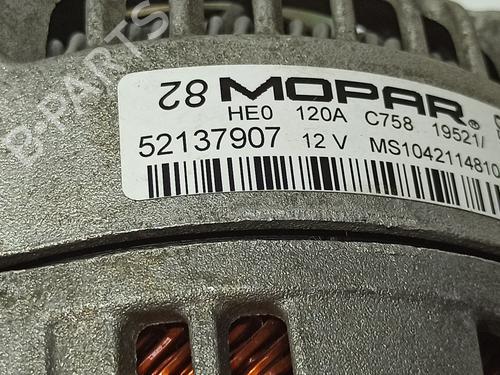 82 MOPAR
HE0 120A C758 19521/
52137907 12 V MS1042114810
B-PARTS